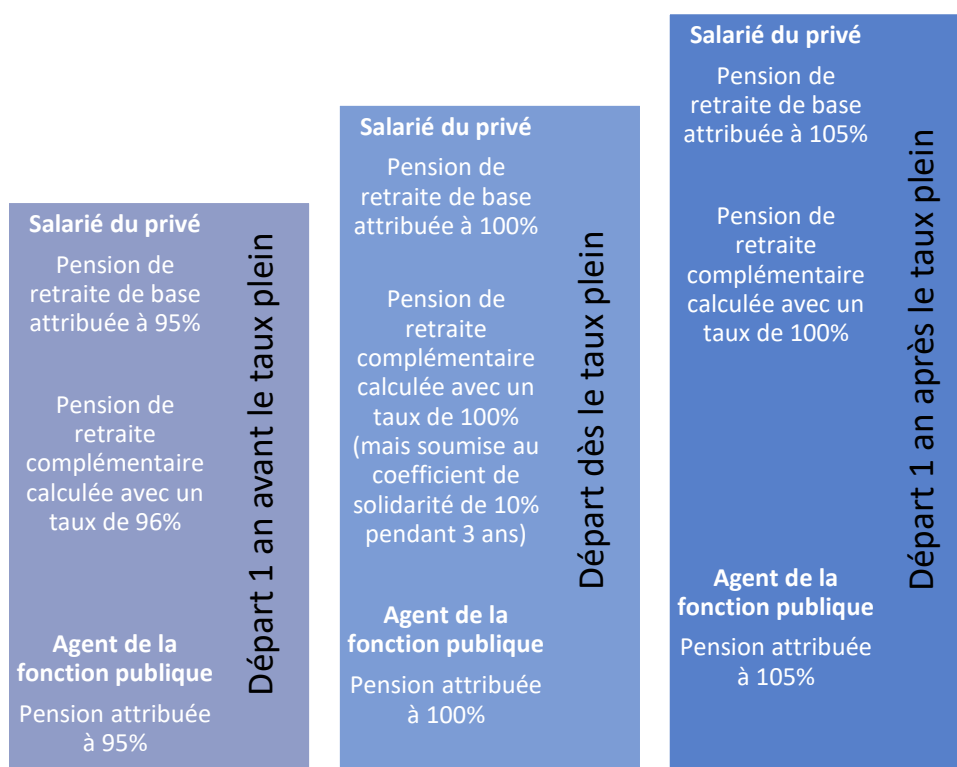 Salarié du privé
Pension de
retraite de base
attribuée à 95%
Pension de
retraite
complémentaire
calculée avec un
taux de 96%
Agent de la
fonction publique
Pension attribuée
à 95%
Départ 1 an avant le taux plein
Salarié du privé
Pension de
retraite de base
attribuée à 100%
Pension de
retraite
complémentaire
calculée avec un
taux de 100%
(mais soumise au
coefficient de
solidarité de 10%
pendant 3 ans)
Agent de la
fonction publique
Pension attribuée
à 100%
Départ dès le taux plein
Salarié du privé
Pension de
retraite de base
attribuée à 105%
Pension de
retraite
complémentaire
calculée avec un
taux de 100%
Agent de la
fonction publique
Pension attribuée
à 105%
Départ 1 an après le taux plein